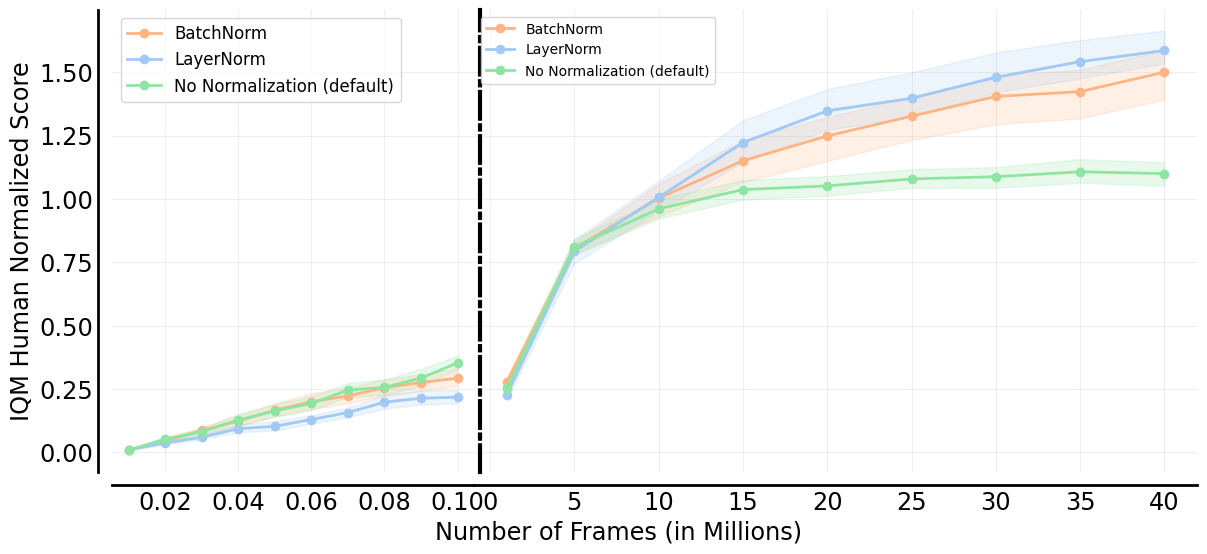 BatchNorm
LayerNorm
No Normalization (default)
BatchNorm
LayerNorm
No Normalization (default)
IQM Human Normalized Score
1.50
1.25
1.00
0.75
0.50
0.25
0.00
0.02 0.04 0.06 0.08 0.10 0 5 10 15 20 25 30 35 40
Number of Frames (in Millions)